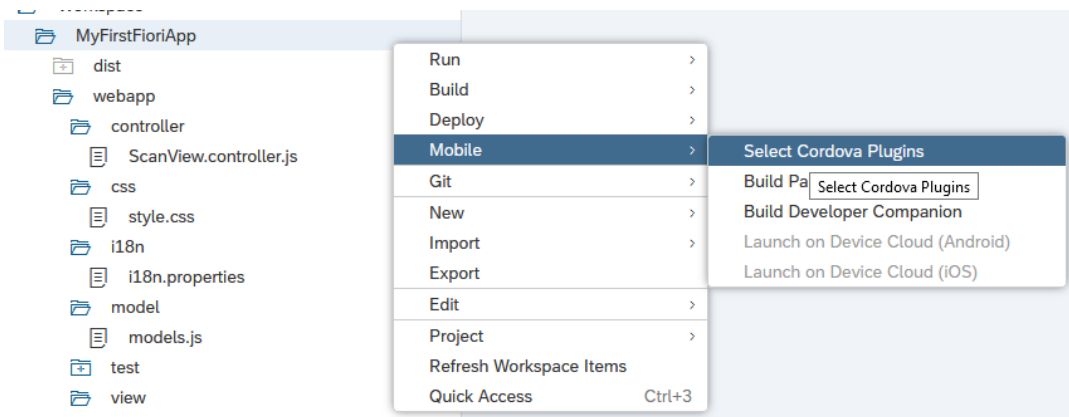 MyFirstFioriApp
dist
webapp
controller
ScanView.controller.js
css
style.css
i18n
i18n.properties
model
models.js
test
view
Run
Build
Deploy
Mobile
Git
New
Import
Export
Edit
Project
Refresh Workspace Items
Quick Access Ctrl+3
Select Cordova Plugins
Build Pa
Select Cordova Plugins
Build Developer Companion
Launch on Device Cloud (Android)
Launch on Device Cloud (iOS)